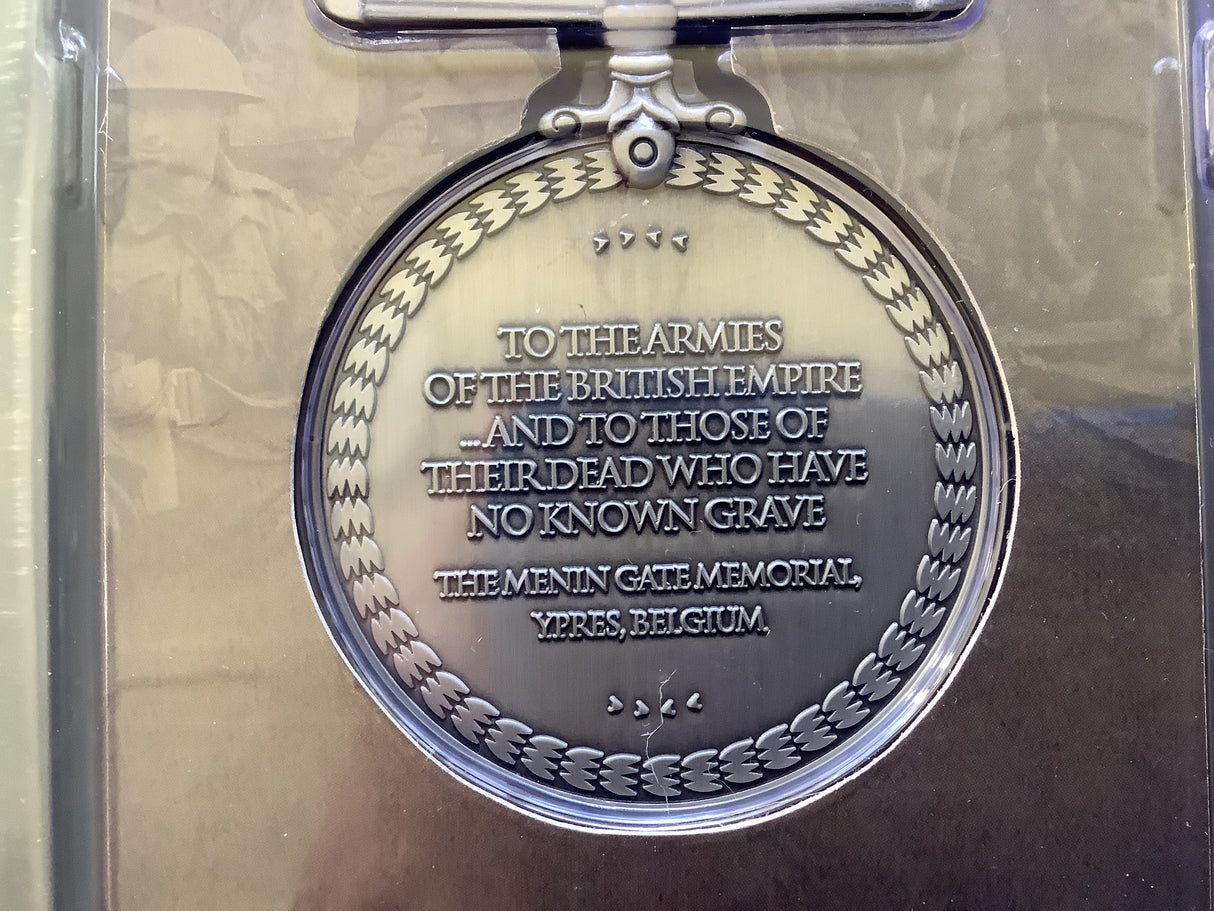 TO THE ARMIES
OF THE BRITISH EMPIRE
...AND TO THOSE OF
THEIR DEAD WHO HAVE
NO KNOWN GRAVE
THE MENIN GATE MEMORIAL,
YPRES, BELGIUM,